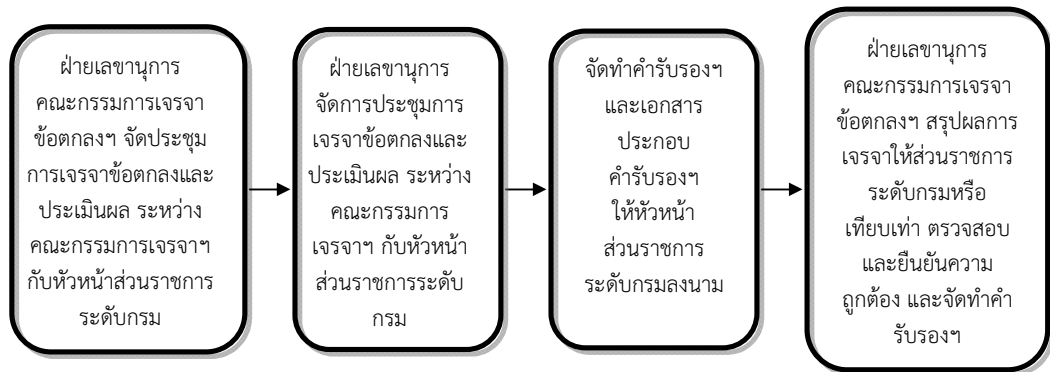 ฝ่ายเลขานุการ
คณะกรรมการเจรจา
ข้อตกลงฯ จัดประชุม
การเจรจาข้อตกลงและ
ประเมินผล ระหว่าง
คณะกรรมการเจรจาฯ
กับหัวหน้าส่วนราชการ
ระดับกรม
ฝ่ายเลขานุการ
จัดการประชุมการ
เจรจาข้อตกลงและ
ประเมินผล ระหว่าง
คณะกรรมการ
เจรจาฯ กับหัวหน้า
ส่วนราชการระดับ
กรม
จัดทำคำรับรองฯ
และเอกสาร
ประกอบ
คำรับรองฯ
ให้หัวหน้า
ส่วนราชการ
ระดับกรมลงนาม
ฝ่ายเลขานุการ
คณะกรรมการเจรจา
ข้อตกลงฯ สรุปผลการ
เจรจาให้ส่วนราชการ
ระดับกรมหรือ
เทียบเท่า ตรวจสอบ
และยืนยันความ
ถูกต้อง และจัดทำคำ
รับรองฯ